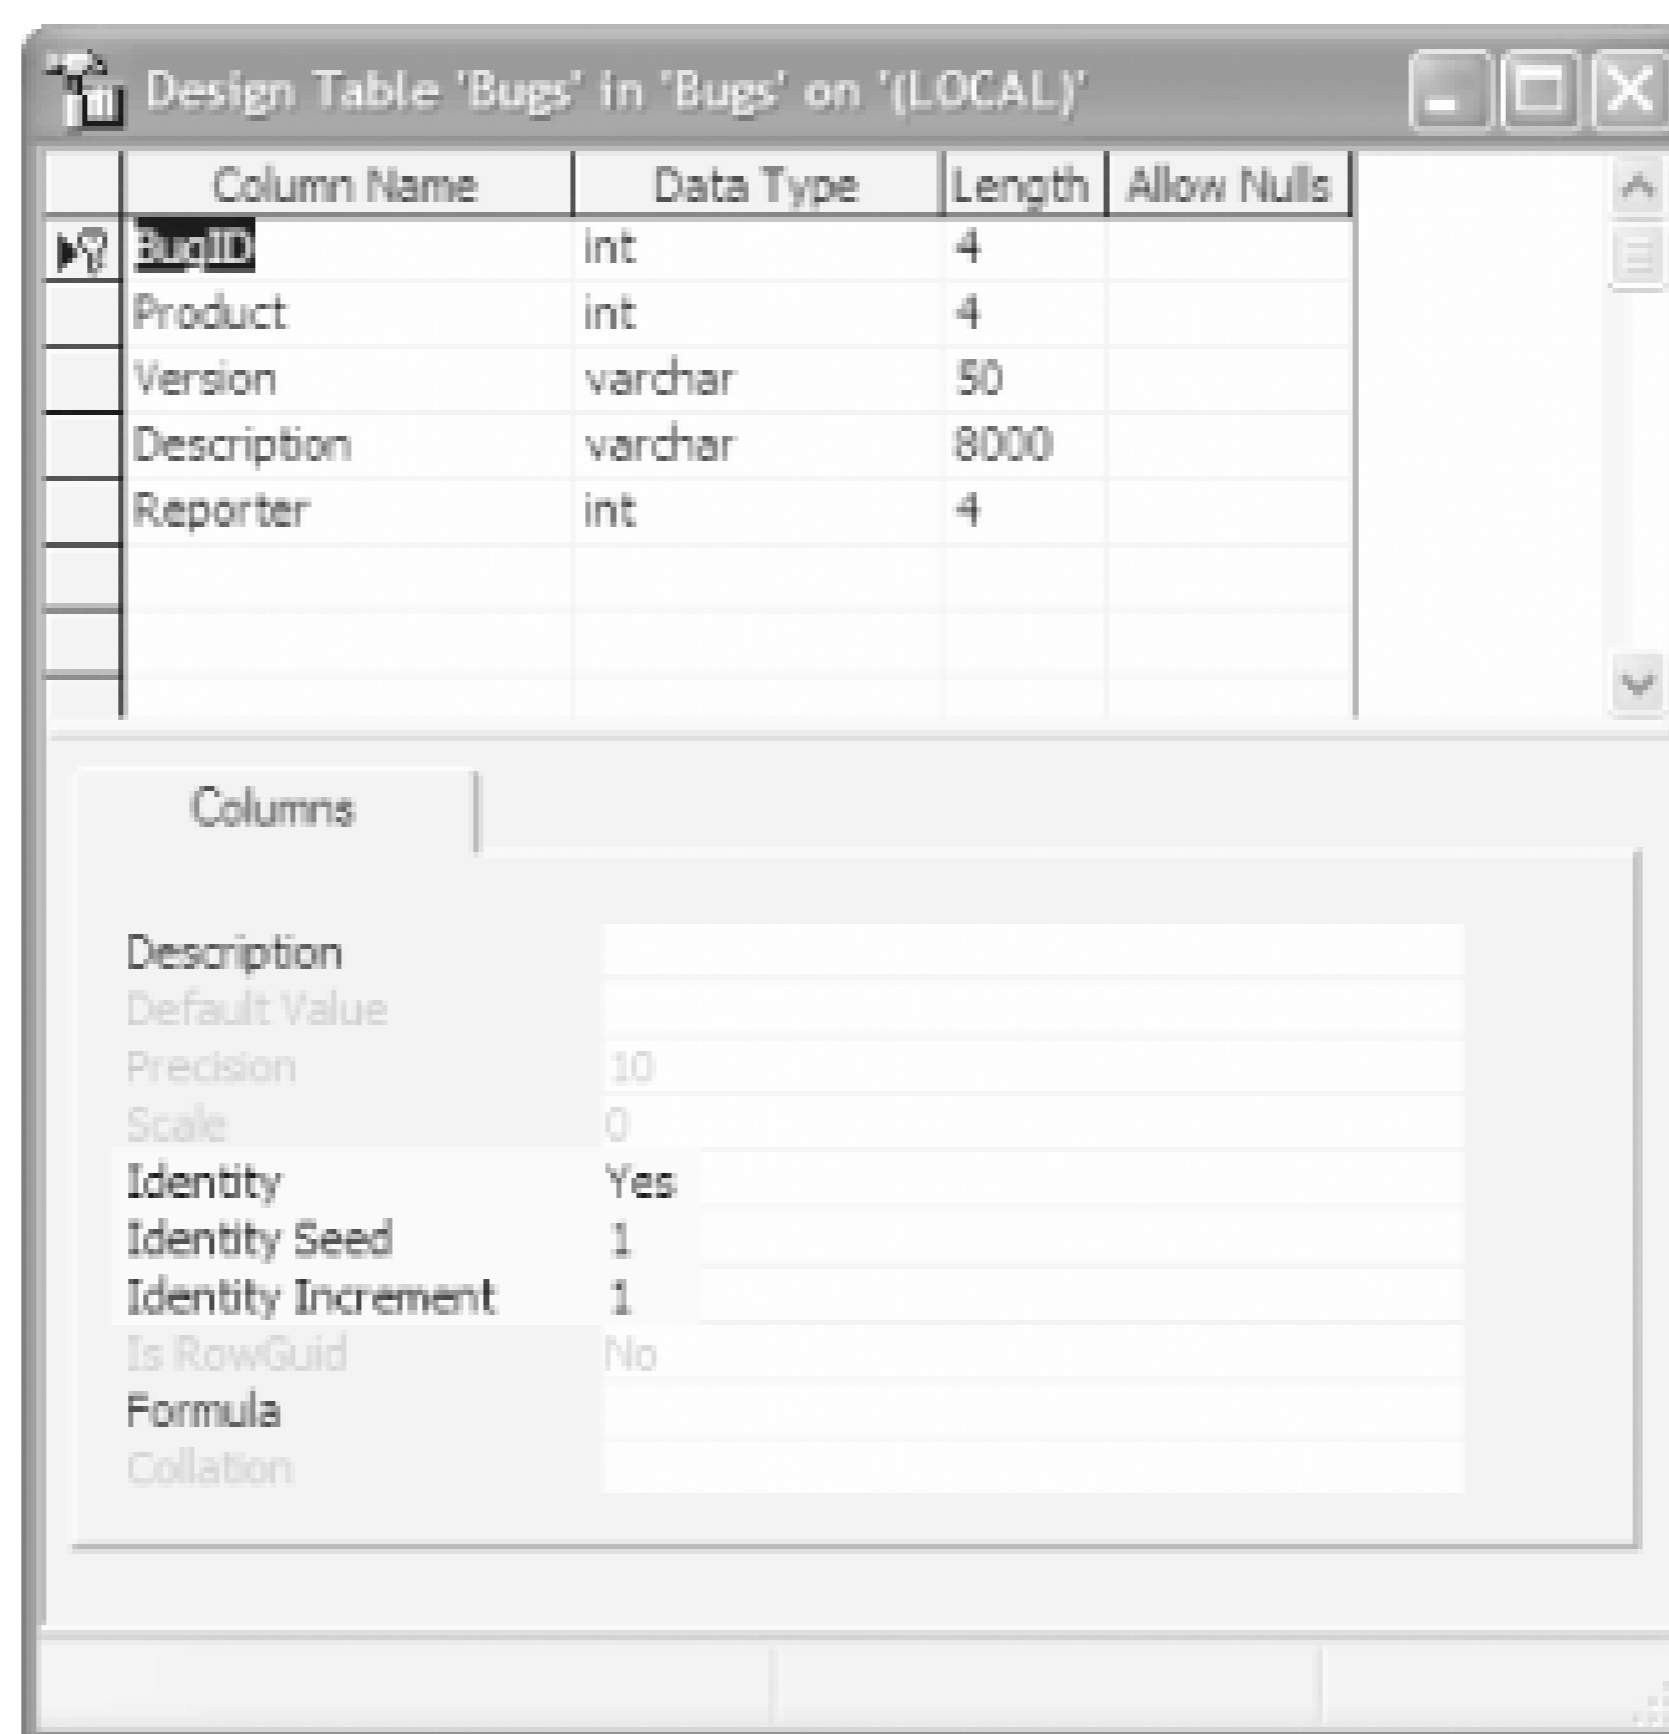 Design Table 'Bugs' in 'Bugs' on '(LOCAL)'
Column Name Data Type Length Allow Nulls
BugID int 4
Product int 4
Version varchar 50
Description varchar 8000
Reporter int 4
Columns
Description
Default Value
Precision 10
Scale 0
Identity Yes
Identity Seed 1
Identity Increment 1
Is RowGuid No
Formula
Collation